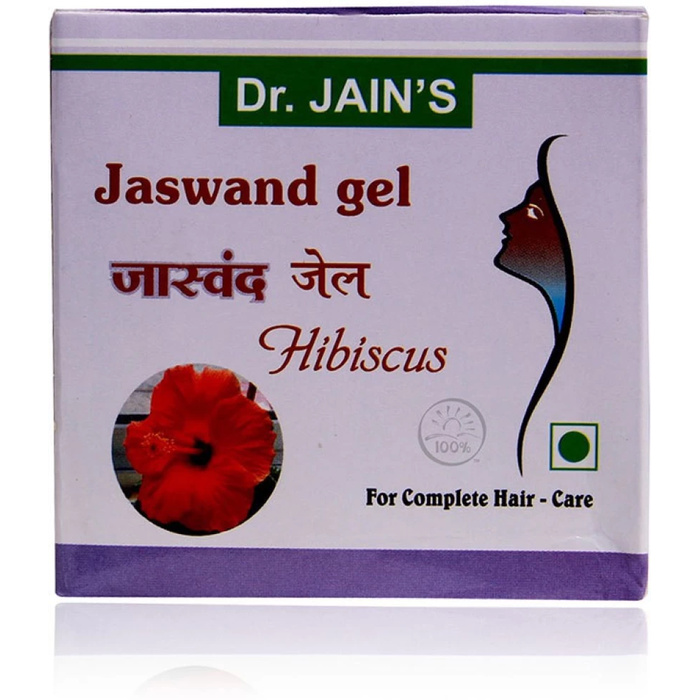 Dr. JAIN'S
Jaswand gel
जास्वंद जेल
Hibiscus
100%
For Complete Hair - Care